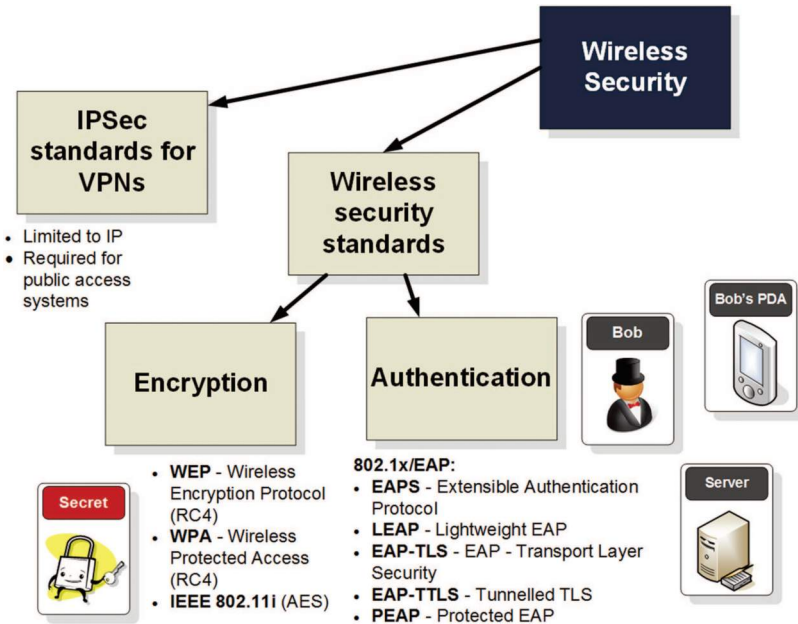 Wireless
Security
IPSec
standards for
VPNs
• Limited to IP
• Required for
public access
systems
Wireless
security
standards
Encryption
Authentication
Bob
Bob's PDA
Secret
• WEP - Wireless
Encryption Protocol
(RC4)
• WPA - Wireless
Protected Access
(RC4)
• IEEE 802.11i (AES)
802.1x/EAP:
• EAPS - Extensible Authentication
Protocol
• LEAP - Lightweight EAP
• EAP-TLS - EAP - Transport Layer
Security
• EAP-TTLS - Tunnelled TLS
• PEAP - Protected EAP
Server